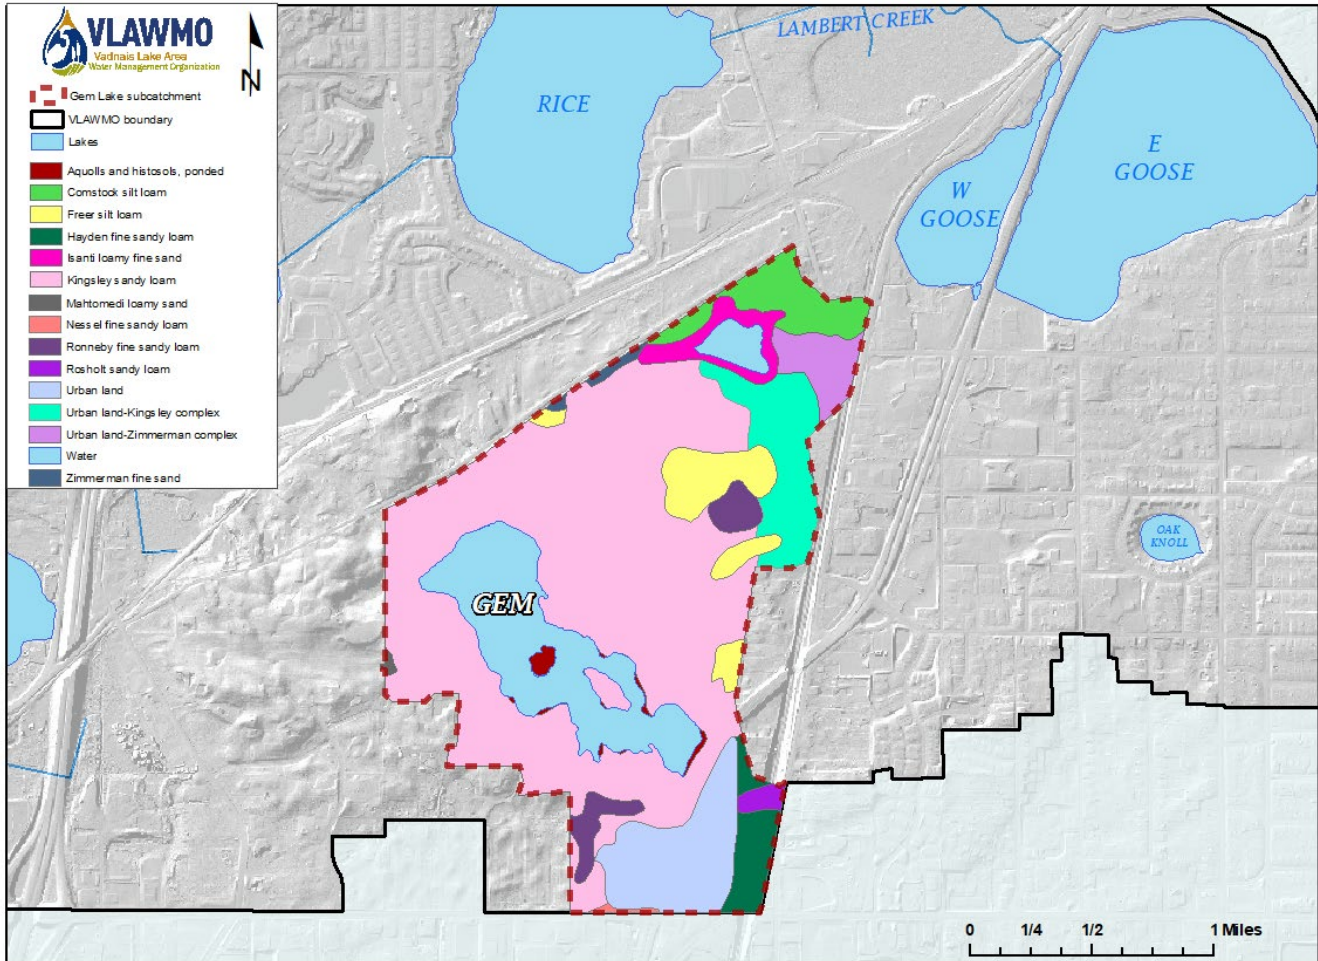 VLAWMO
Vadnais Lake Area
Water Management Organization
N
Gem Lake subcatchment
VLAWMO boundary
Lakes
Aquolls and histosols, ponded
Comstock silt loam
Freer silt loam
Hayden fine sandy loam
Isanti loamy fine sand
Kingsley sandy loam
Mahtomedi loamy sand
Nessel fine sandy loam
Ronneby fine sandy loam
Rosholt sandy loam
Urban land
Urban land-Kingsley complex
Urban land-Zimmerman complex
Water
Zimmerman fine sand
LAMBERT CREEK
RICE
E
GOOSE
W
GOOSE
OAK
KNOLL
GEM
0 1/4 1/2 1 Miles